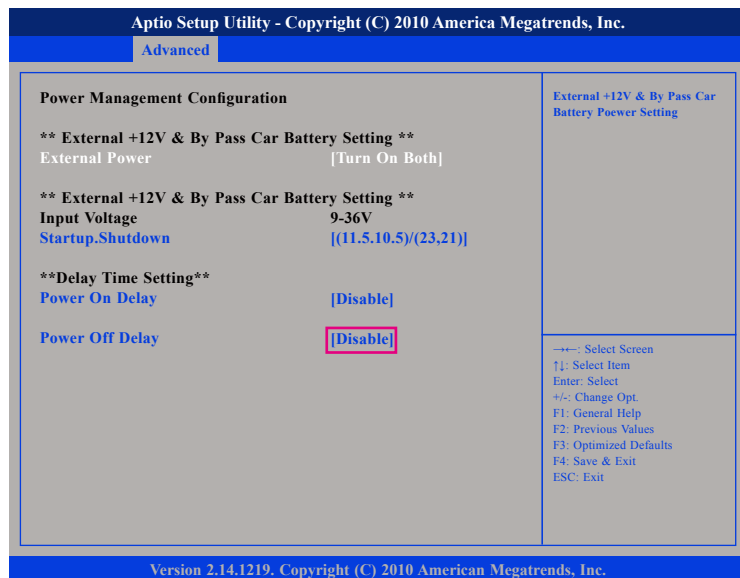 Aptio Setup Utility - Copyright (C) 2010 America Megatrends, Inc.
Advanced
Power Management Configuration
** External +12V & By Pass Car Battery Setting **
External Power [Turn On Both]
** External +12V & By Pass Car Battery Setting **
Input Voltage 9-36V
Startup.Shutdown [(11.5.10.5)/(23,21)]
**Delay Time Setting**
Power On Delay [Disable]
Power Off Delay [Disable]
External +12V & By Pass Car
Battery Poewer Setting
→←: Select Screen
↑↓: Select Item
Enter: Select
+/-: Change Opt.
F1: General Help
F2: Previous Values
F3: Optimized Defaults
F4: Save & Exit
ESC: Exit
Version 2.14.1219. Copyright (C) 2010 American Megatrends, Inc.